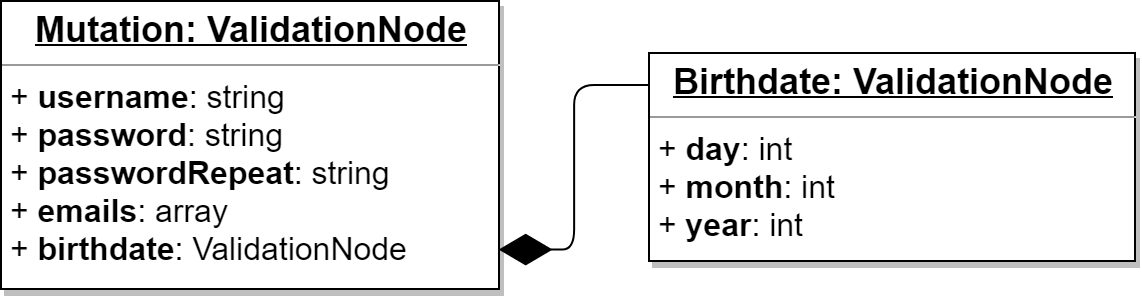 Mutation: ValidationNode
+ username: string
+ password: string
+ passwordRepeat: string
+ emails: array
+ birthdate: ValidationNode
Birthdate: ValidationNode
+ day: int
+ month: int
+ year: int